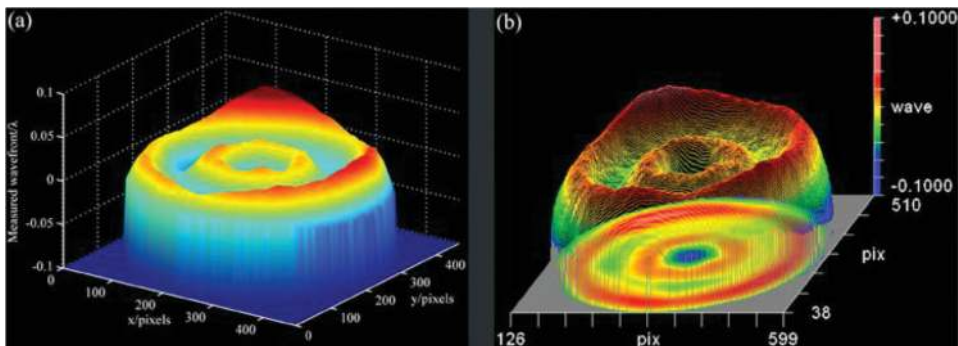 (a)
0.1
0.05
0
-0.05
-0.1
Measured wavefront/λ
0
100
200
300
400
x/pixels
0
100
200
300
400
y/pixels
(b)
+0.1000
wave
-0.1000
510
pix
38
126
pix
599